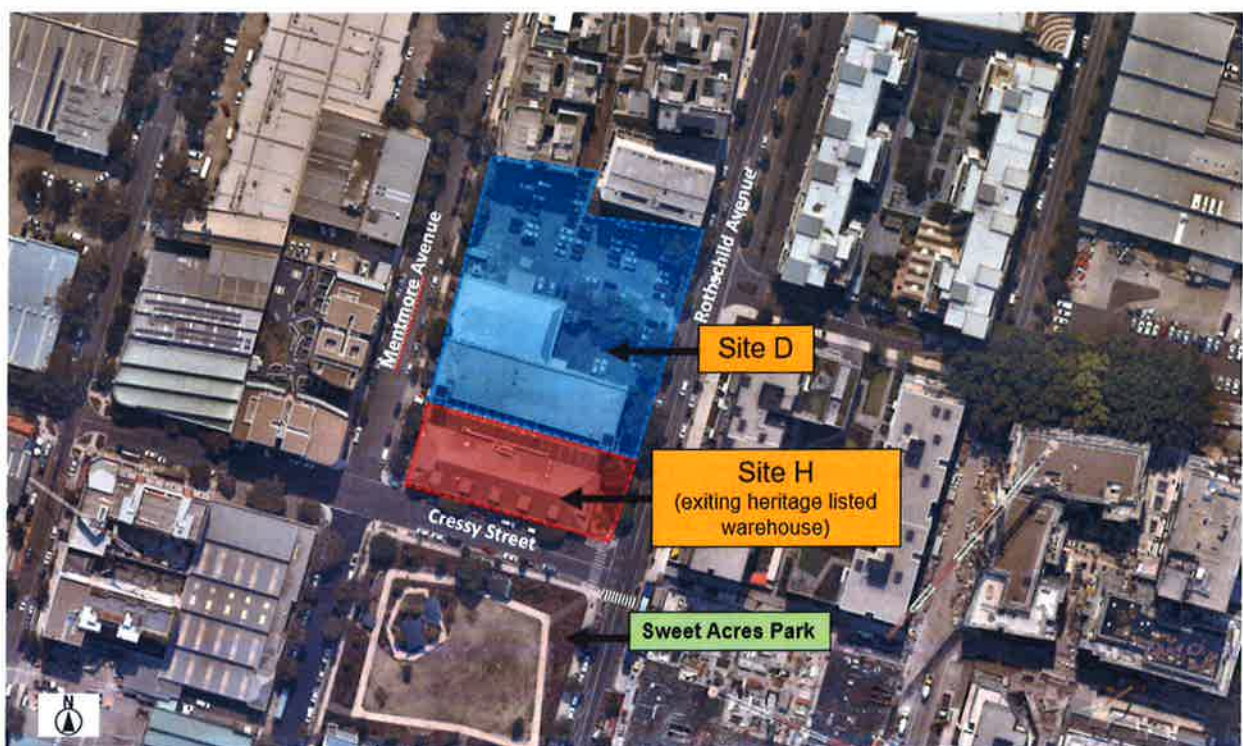 Mentmore Avenue
Rothschild Avenue
Site D
Site H
(exiting heritage listed
warehouse)
Cressy Street
Sweet Acres Park
N